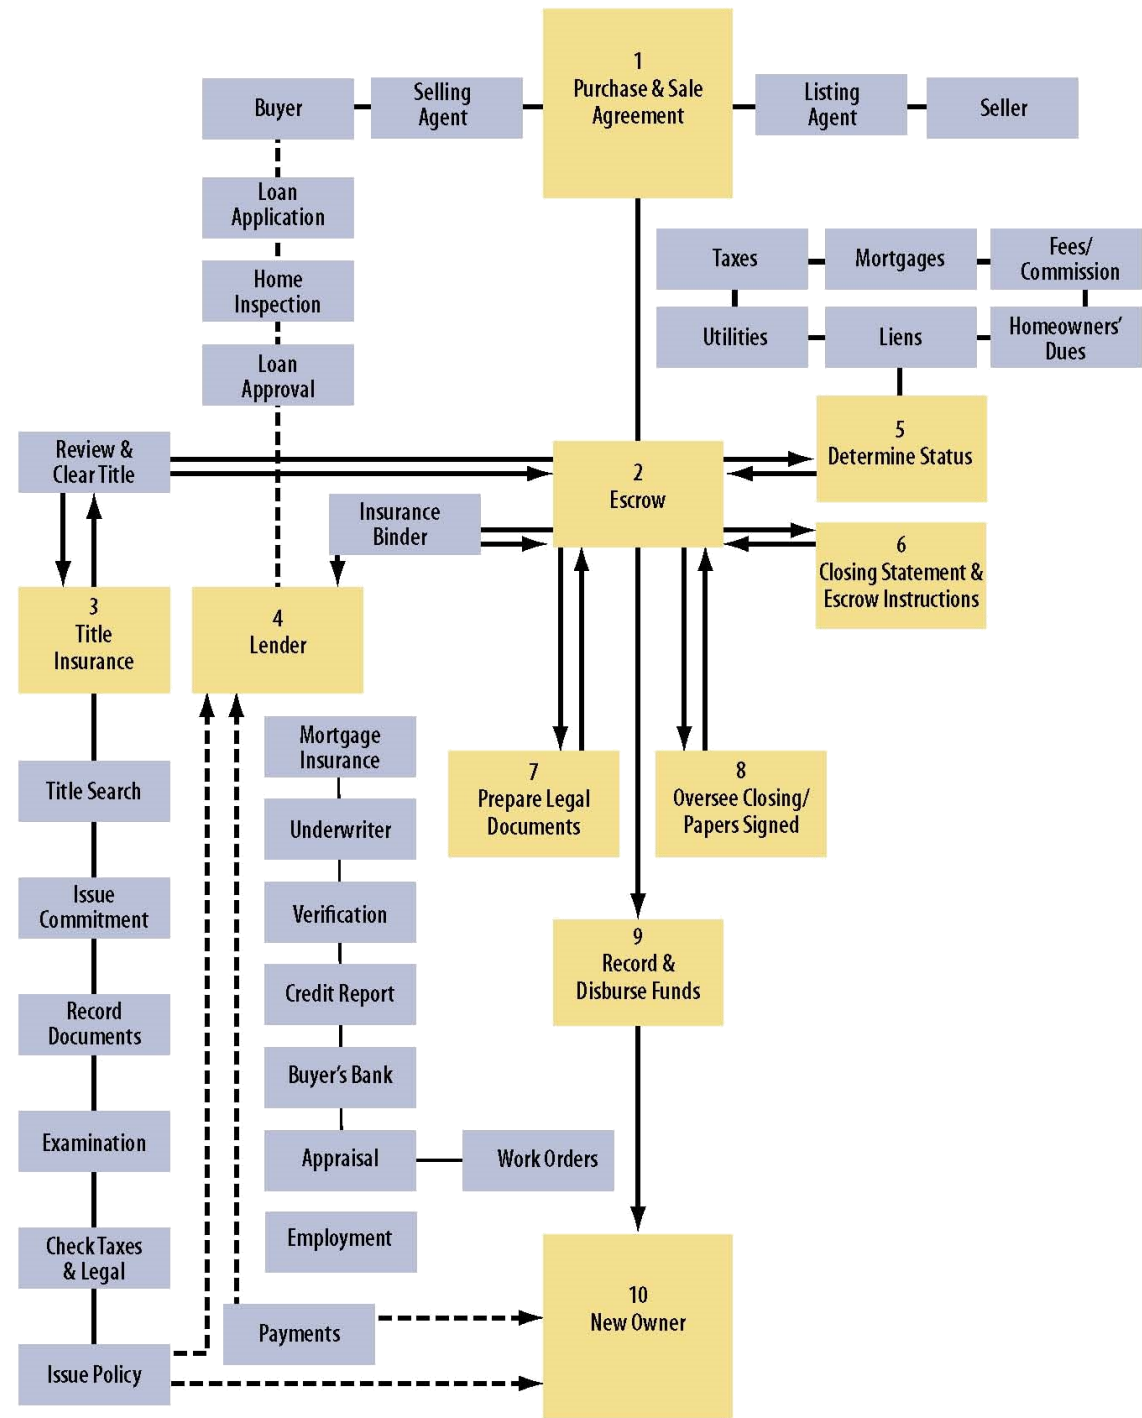 1
Purchase & Sale
Agreement
Buyer
Selling
Agent
Listing
Agent
Seller
Loan
Application
Home
Inspection
Loan
Approval
Taxes
Mortgages
Fees/
Commission
Utilities
Liens
Homeowners'
Dues
5
Determine Status
Review &
Clear Title
2
Escrow
Insurance
Binder
6
Closing Statement &
Escrow Instructions
3
Title
Insurance
4
Lender
Mortgage
Insurance
7
Prepare Legal
Documents
8
Oversee Closing/
Papers Signed
Title Search
Underwriter
Issue
Commitment
Verification
9
Record &
Disburse Funds
Record
Documents
Credit Report
Buyer's Bank
Examination
Appraisal
Work Orders
Check Taxes
& Legal
Employment
10
New Owner
Payments
Issue Policy